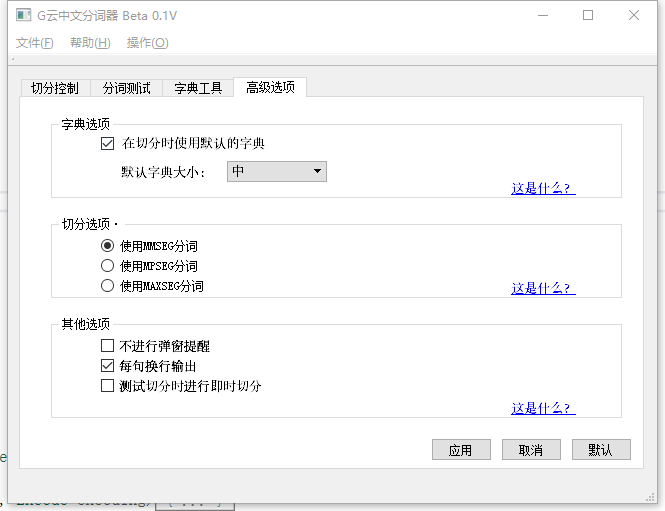 G云中文分词器 Beta 0.1V
文件(F) 帮助(H) 操作(O)
切分控制 分词测试 字典工具 高级选项
字典选项
在切分时使用默认的字典
默认字典大小： 中
这是什么?
切分选项·
使用MMSEG分词
使用MPSEG分词
使用MAXSEG分词
这是什么?
其他选项
不进行弹窗提醒
每句换行输出
测试切分时进行即时切分
这是什么?
应用 取消 默认